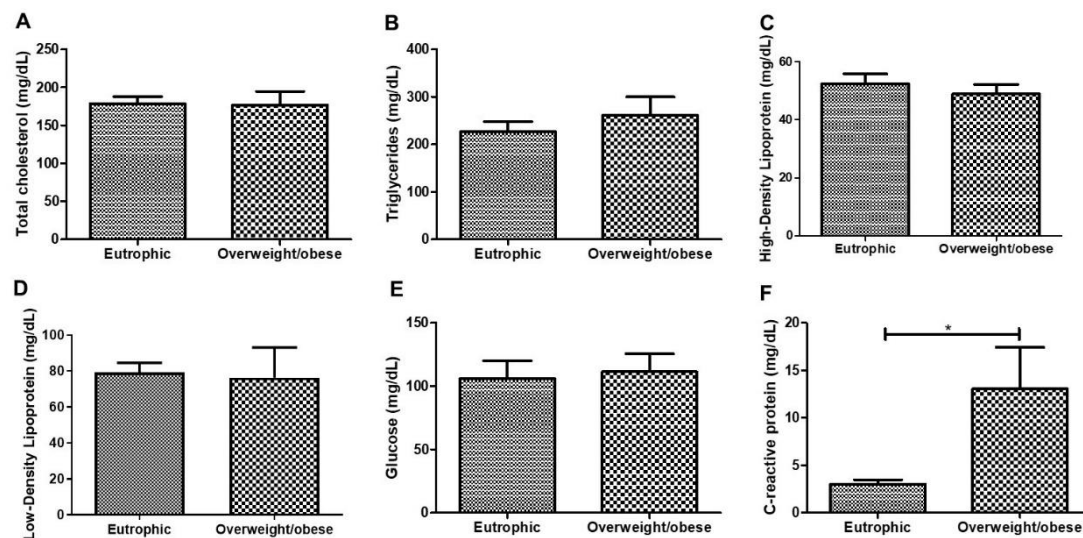 A
Total cholesterol (mg/dL)
250
200
150
100
50
0
Eutrophic
Overweight/obese
B
Triglycerides (mg/dL)
400
300
200
100
0
Eutrophic
Overweight/obese
C
High-Density Lipoprotein (mg/dL)
60
40
20
0
Eutrophic
Overweight/obese
D
Low-Density Lipoprotein (mg/dL)
100
80
60
40
20
0
Eutrophic
Overweight/obese
E
Glucose (mg/dL)
150
100
50
0
Eutrophic
Overweight/obese
F
C-reactive protein (mg/dL)
20
15
10
5
0
*
Eutrophic
Overweight/obese